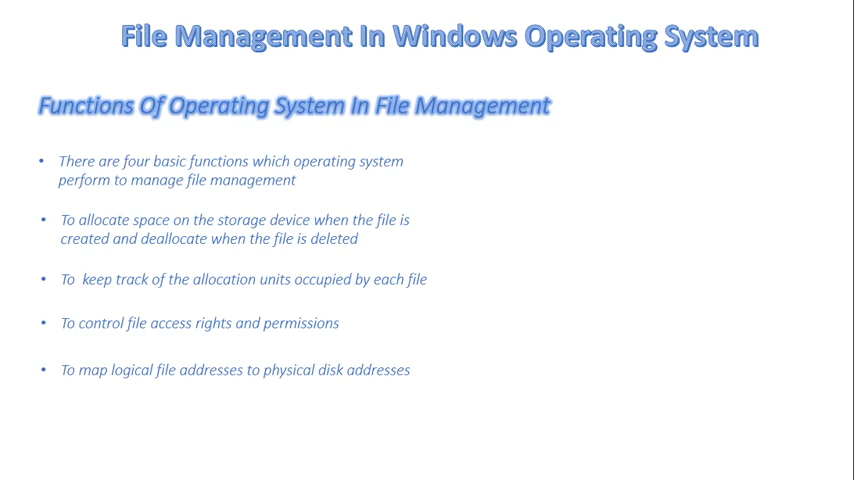 File Management In Windows Operating System
Functions Of Operating System In File Management
• There are four basic functions which operating system
perform to manage file management
• To allocate space on the storage device when the file is
created and deallocate when the file is deleted
• To  keep track of the allocation units occupied by each file
• To control file access rights and permissions
• To map logical file addresses to physical disk addresses